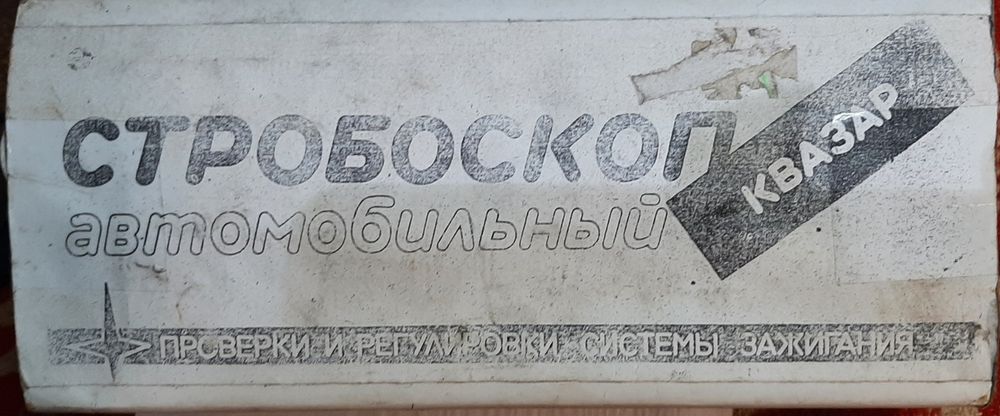 СТРОБОСКОП
автомобильный
КВАЗАР
ПРОВЕРКИ И РЕГУЛИРОВКИ СИСТЕМЫ ЗАЖИГАНИЯ